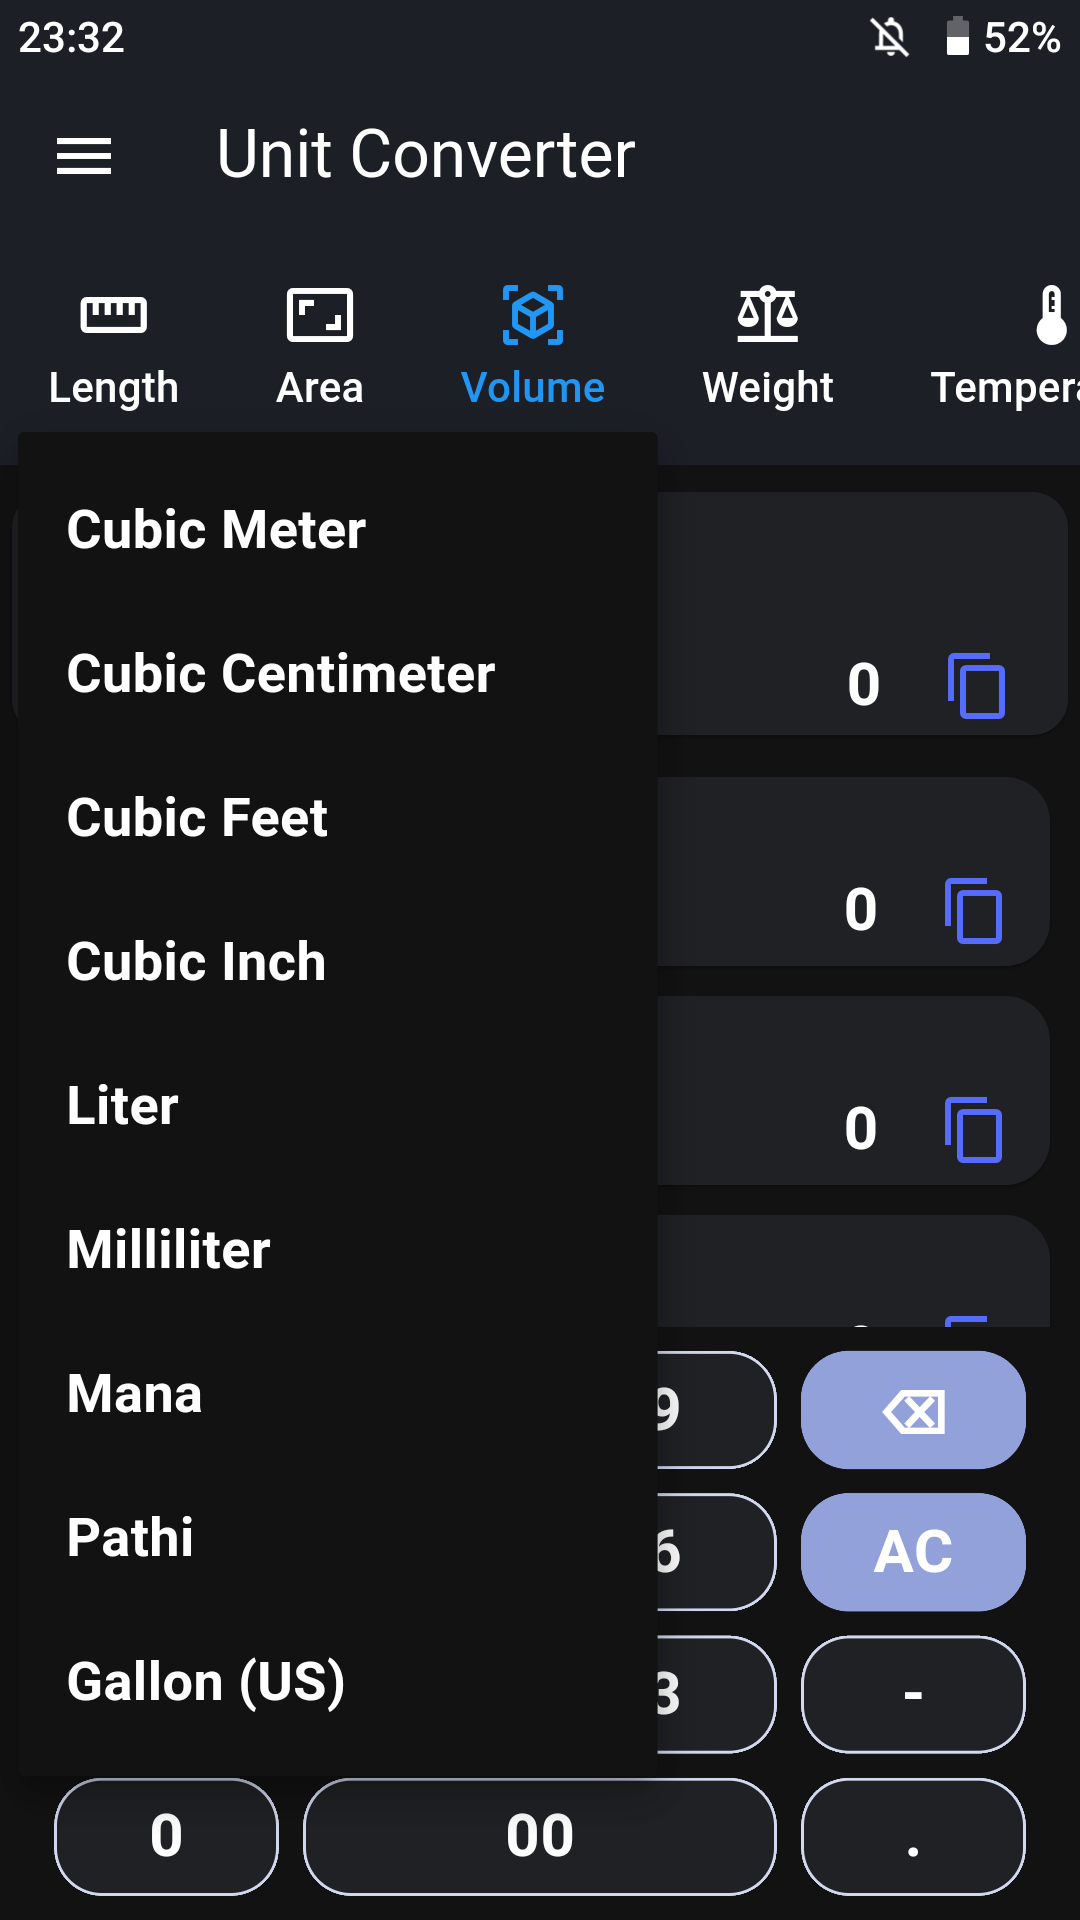 23:32 52%
Unit Converter
Length Area Volume Weight Tempera
Cubic Meter
Cubic Centimeter
0
Cubic Feet
0
Cubic Inch
Liter
0
Milliliter
Mana
9
Pathi
6 AC
Gallon (US)
3 -
0 00 .